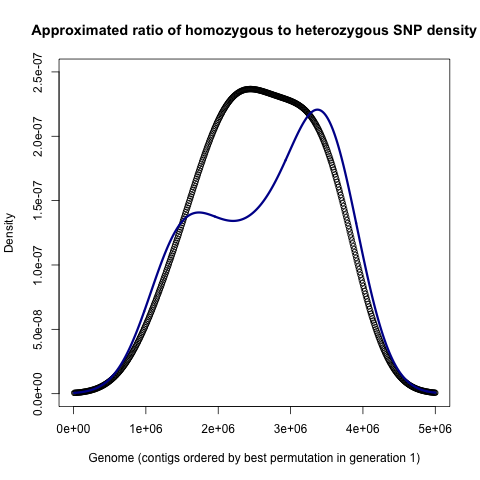 Approximated ratio of homozygous to heterozygous SNP density
2.5e-07
2.0e-07
1.5e-07
1.0e-07
5.0e-08
0.0e+00
Density
0e+00 1e+06 2e+06 3e+06 4e+06 5e+06
Genome (contigs ordered by best permutation in generation 1)